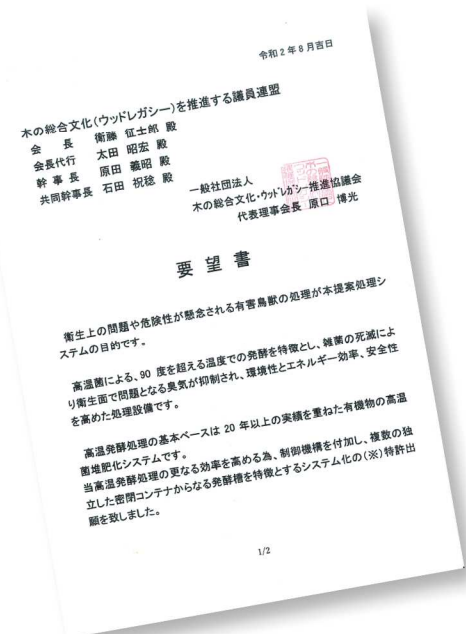 令和2年8月吉日
木の総合文化(ウッドレガシー)を推進する議員連盟
会　長　衛藤 征士郎 殿
会長代行　太田 昭宏 殿
幹 事 長　原田 義昭 殿
共同幹事長 石田 祝稔 殿
一般社団法人
木の総合文化・ウッドレガシー推進協議会
代表理事会長 原口 博光
要 望 書
衛生上の問題や危険性が懸念される有害鳥獣の処理が本提案処理シ
ステムの目的です。
高温菌による、90 度を超える温度での発酵を特徴とし、雑菌の死滅によ
り衛生面で問題となる臭気が抑制され、環境性とエネルギー効率、安全性
を高めた処理設備です。
高温発酵処理の基本ベースは 20 年以上の実績を重ねた有機物の高温
菌堆肥化システムです。
当高温発酵処理の更なる効率を高める為、制御機構を付加し、複数の独
立した密閉コンテナからなる発酵槽を特徴とするシステム化の(※)特許出
願を致しました。
1/2